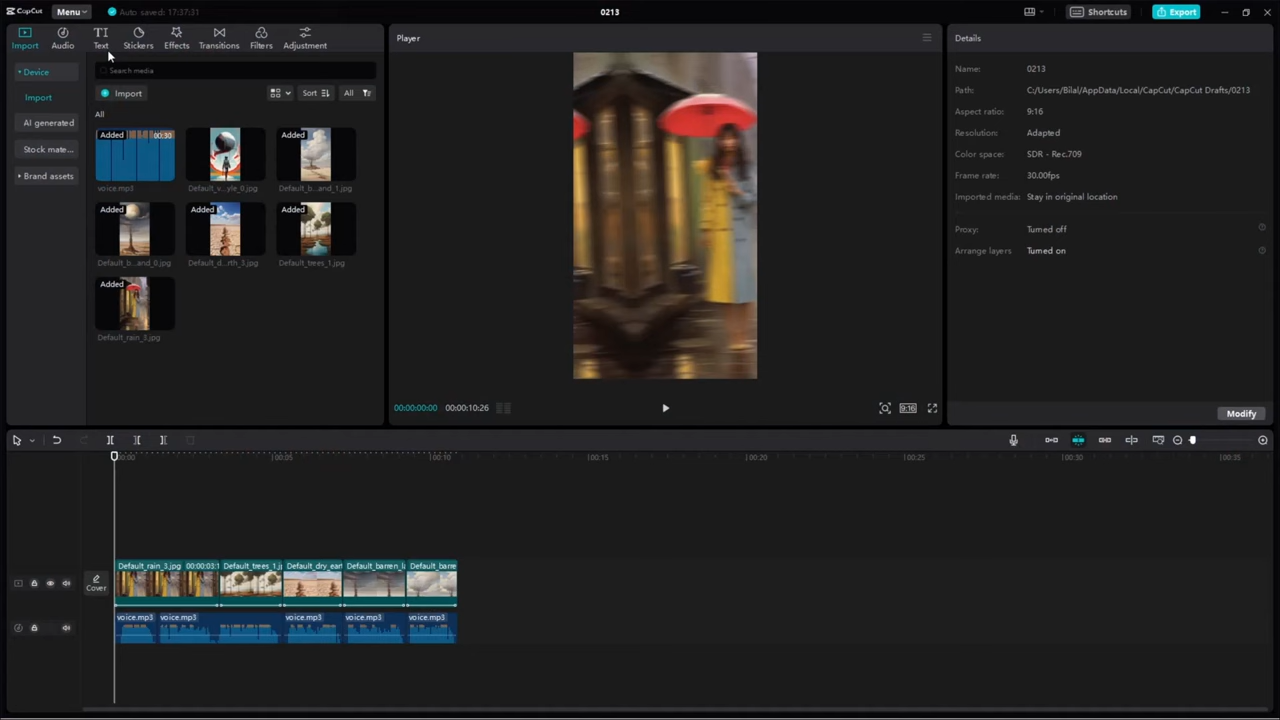 CapCut
Menu
Auto saved: 17:37:31
0213
Shortcuts
Export
Import
Audio
Text
Stickers
Effects
Transitions
Filters
Adjustment
Player
Details
Device
Import
AI generated
Stock mate...
Brand assets
Search media
Import
Sort
All
All
Added
00:30
voice.mp3
Default_v...yle_0.jpg
Added
Default_b...and_1.jpg
Added
Default_b...and_0.jpg
Added
Default_d...rth_3.jpg
Added
Default_trees_1.jpg
Added
Default_rain_3.jpg
00:00:00:00
00:00:10:26
9:16
Name:
0213
Path:
C:/Users/Bilal/AppData/Local/CapCut/CapCut Drafts/0213
Aspect ratio:
9:16
Resolution:
Adapted
Color space:
SDR - Rec.709
Frame rate:
30.00fps
Imported media:
Stay in original location
Proxy:
Turned off
Arrange layers
Turned on
Modify
00:00
00:05
00:10
00:15
00:20
00:25
00:30
00:35
Cover
Default_rain_3.jpg 00:00:03:1
Default_trees_1.j
Default_dry_ear
Default_barren_la
Default_barre
voice.mp3
voice.mp3
voice.mp3
voice.mp3
voice.mp3